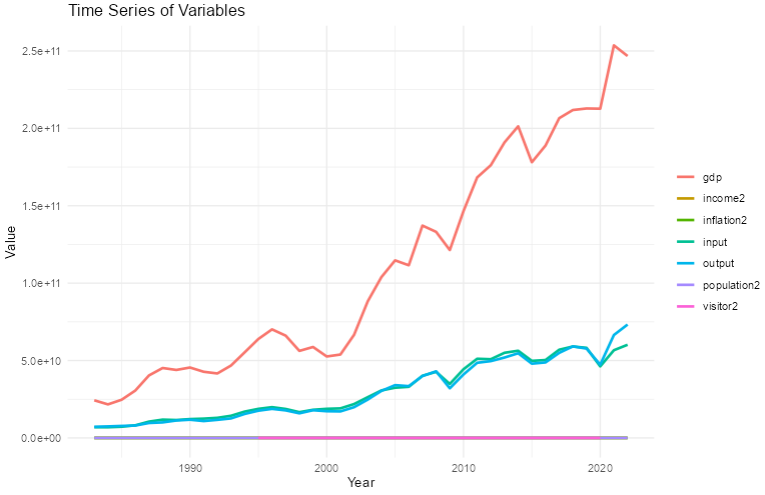 Time Series of Variables
2.5e+11
2.0e+11
1.5e+11
1.0e+11
5.0e+10
0.0e+00
Value
1990
2000
2010
2020
Year
gdp
income2
inflation2
input
output
population2
visitor2